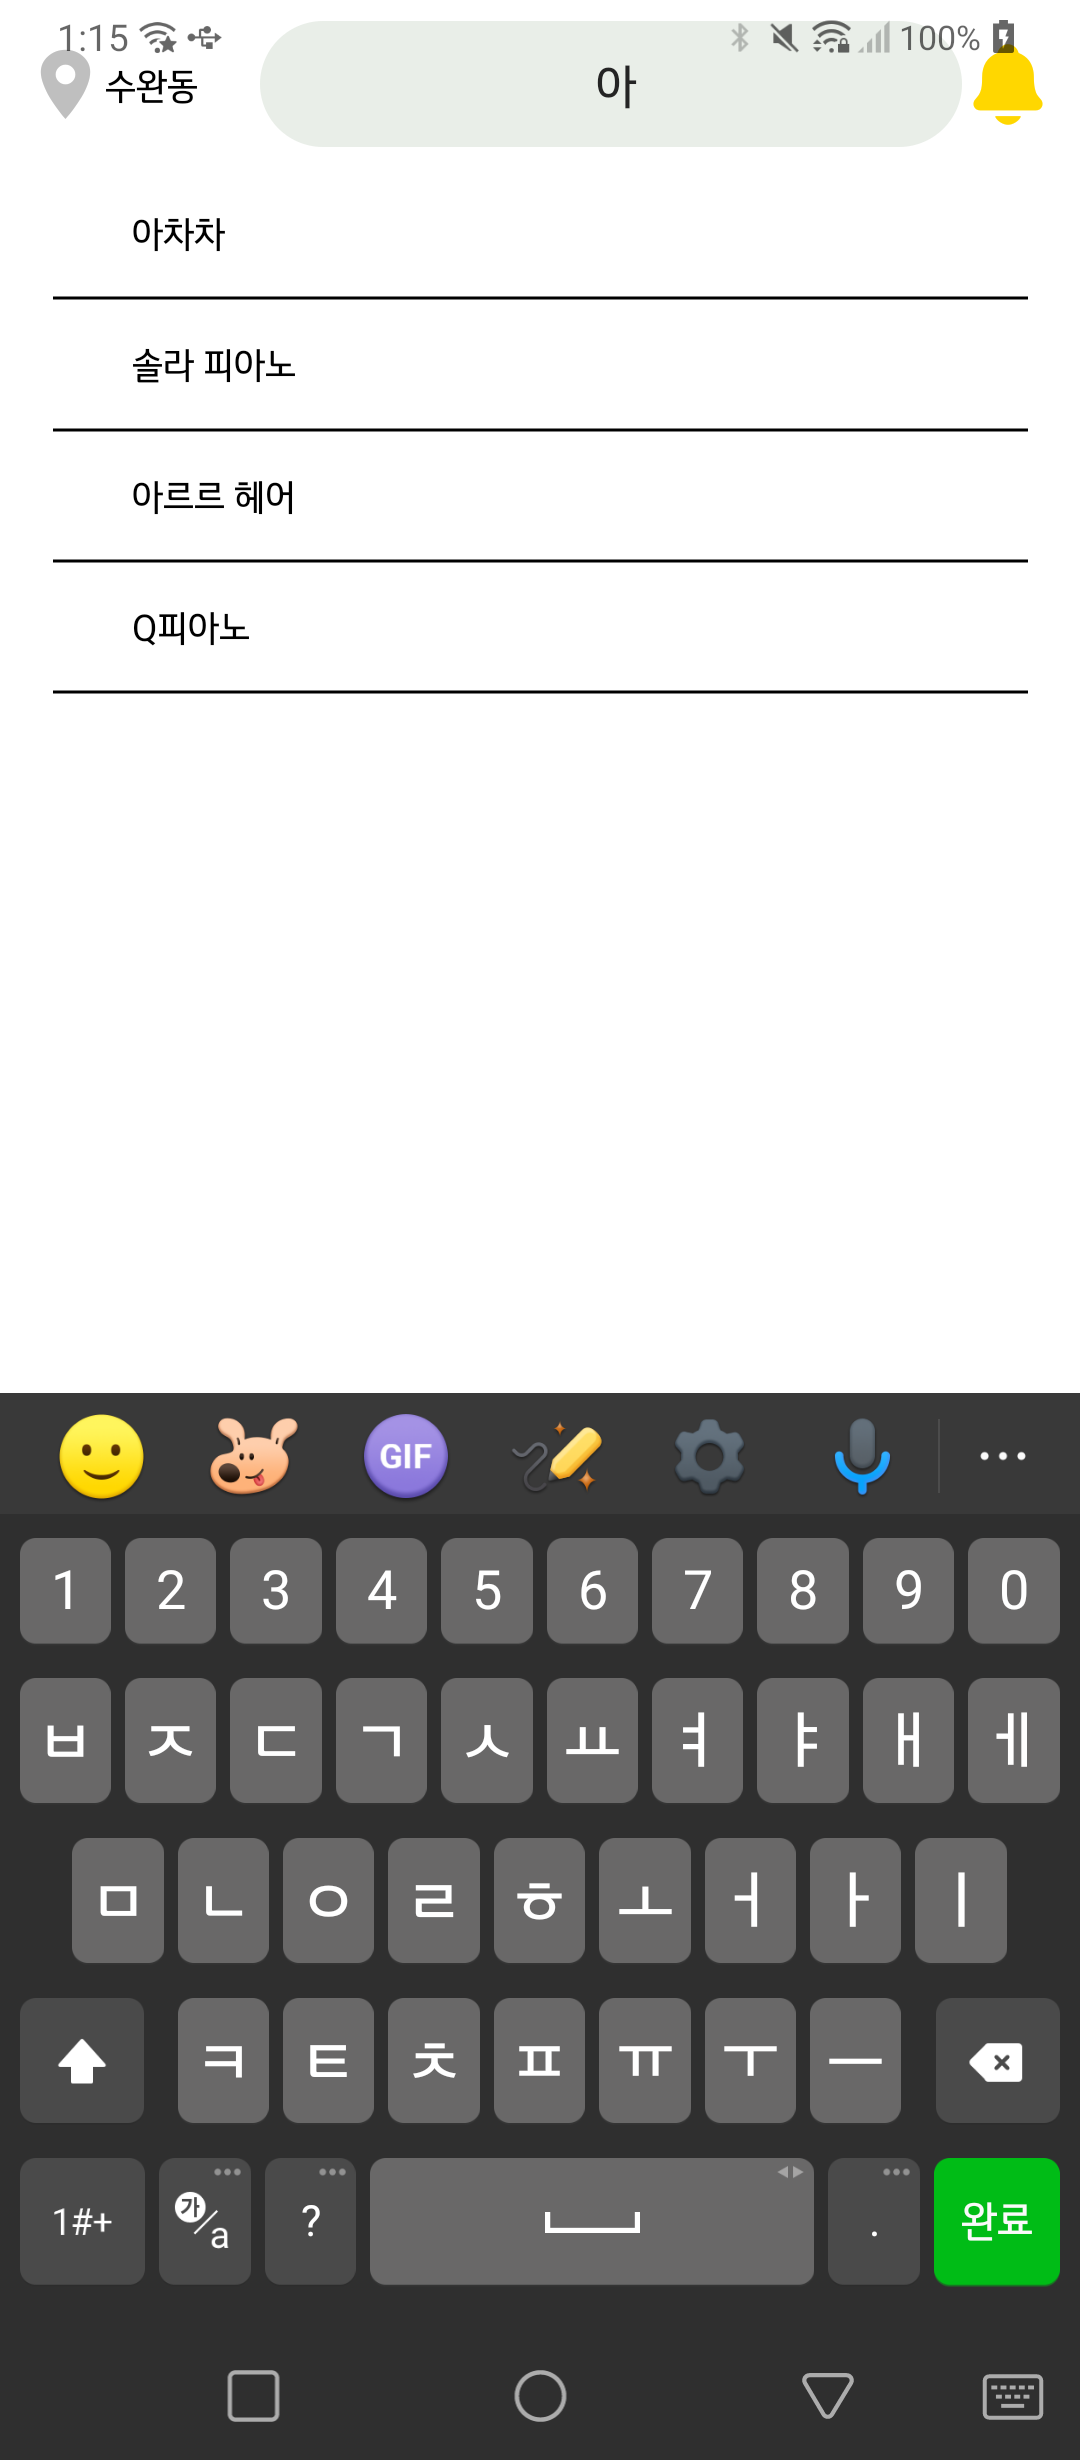 1:15 100%
수완동 아
아차차
솔라 피아노
아르르 헤어
Q피아노
GIF
1 2 3 4 5 6 7 8 9 0
ㅂ ㅈ ㄷ ㄱ ㅅ ㅛ ㅕ ㅑ ㅐ ㅔ
ㅁ ㄴ ㅇ ㄹ ㅎ ㅗ ㅓ ㅏ ㅣ
ㅋ ㅌ ㅊ ㅍ ㅠ ㅜ ㅡ
1#+ 가/a ? . 완료